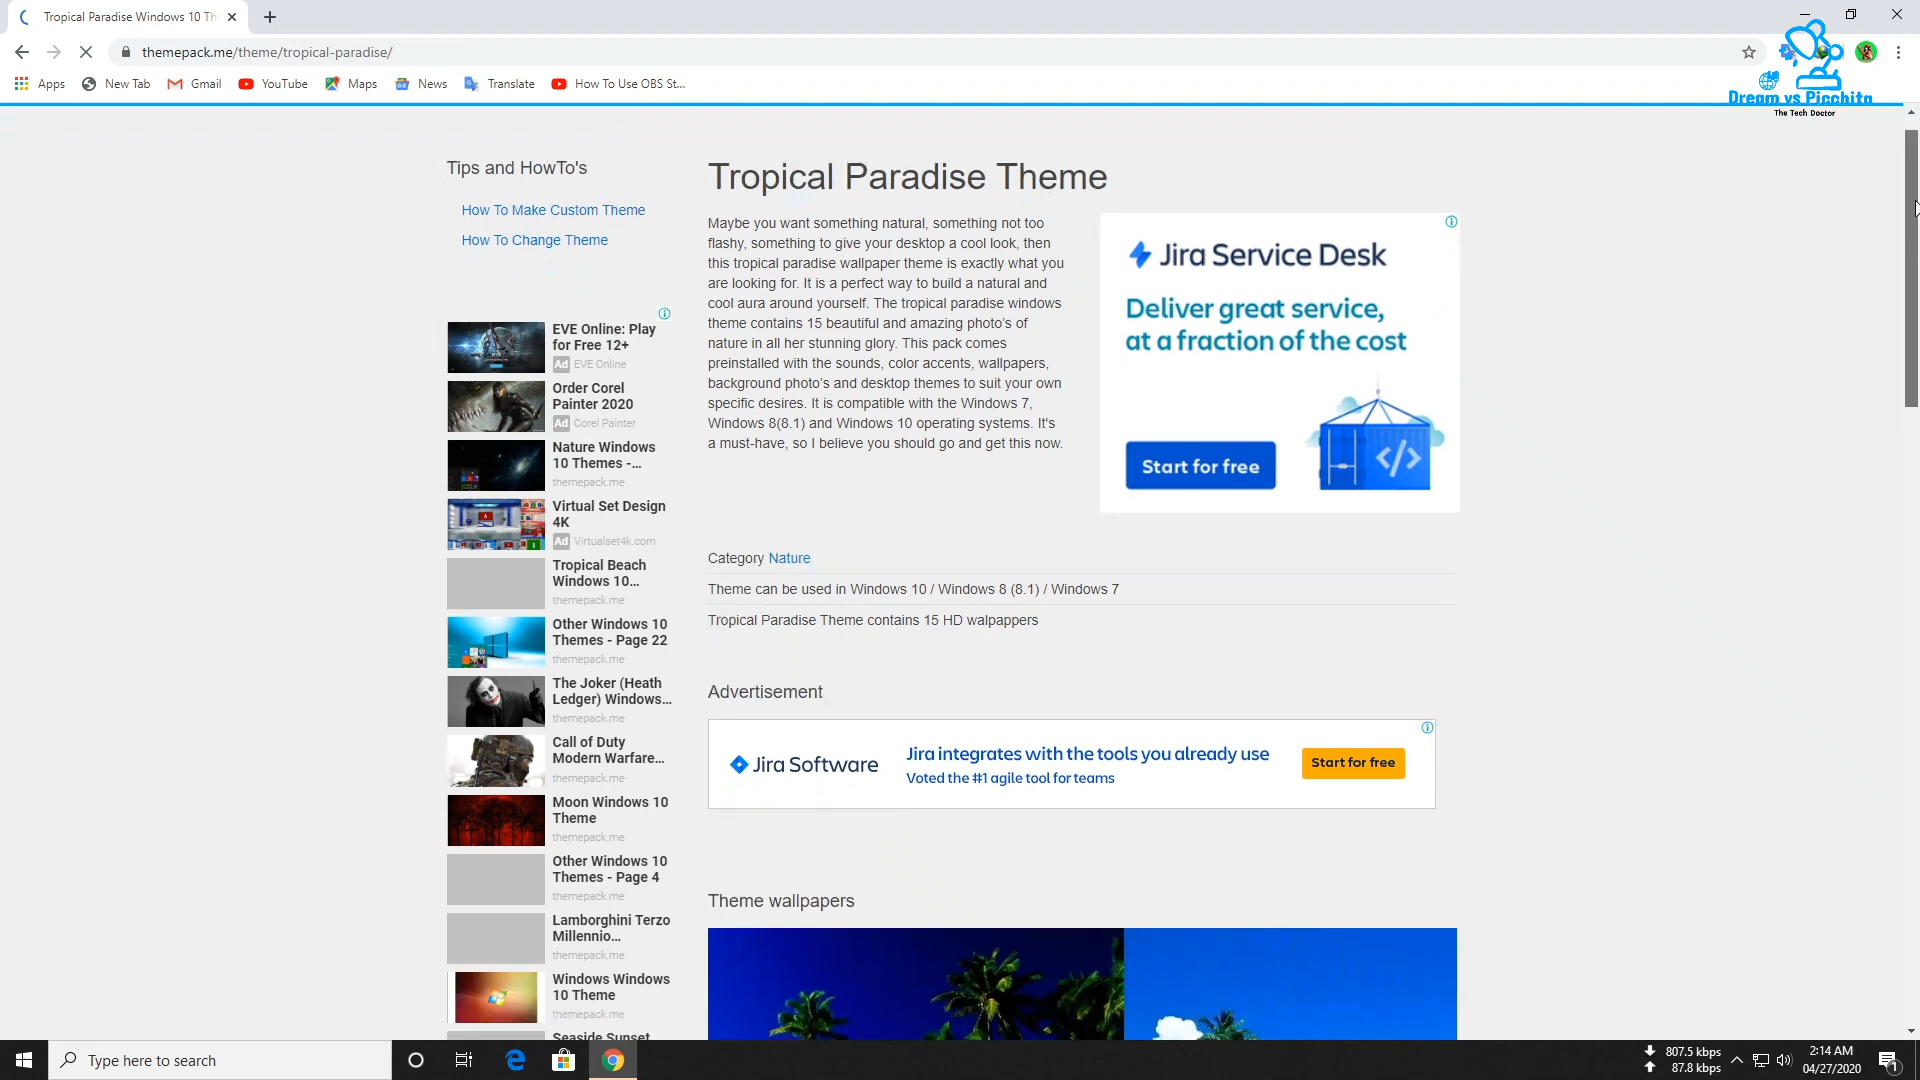 Tropical Paradise Windows 10 Th
themepack.me/theme/tropical-paradise/
Apps
New Tab
Gmail
YouTube
Maps
News
Translate
How To Use OBS St...
Dream vs Picchita
The Tech Doctor
Tips and HowTo's
How To Make Custom Theme
How To Change Theme
EVE Online: Play
for Free 12+
Ad EVE Online
Order Corel
Painter 2020
Ad Corel Painter
Nature Windows
10 Themes -...
themepack.me
Virtual Set Design
4K
Ad Virtualset4k.com
Tropical Beach
Windows 10...
themepack.me
Other Windows 10
Themes - Page 22
themepack.me
The Joker (Heath
Ledger) Windows...
themepack.me
Call of Duty
Modern Warfare...
themepack.me
Moon Windows 10
Theme
themepack.me
Other Windows 10
Themes - Page 4
themepack.me
Lamborghini Terzo
Millennio...
themepack.me
Windows Windows
10 Theme
themepack.me
Seaside Sunset
Tropical Paradise Theme
Maybe you want something natural, something not too
flashy, something to give your desktop a cool look, then
this tropical paradise wallpaper theme is exactly what you
are looking for. It is a perfect way to build a natural and
cool aura around yourself. The tropical paradise windows
theme contains 15 beautiful and amazing photo's of
nature in all her stunning glory. This pack comes
preinstalled with the sounds, color accents, wallpapers,
background photo's and desktop themes to suit your own
specific desires. It is compatible with the Windows 7,
Windows 8(8.1) and Windows 10 operating systems. It's
a must-have, so I believe you should go and get this now.
Jira Service Desk
Deliver great service,
at a fraction of the cost
Start for free
Category Nature
Theme can be used in Windows 10 / Windows 8 (8.1) / Windows 7
Tropical Paradise Theme contains 15 HD walpappers
Advertisement
Jira Software
Jira integrates with the tools you already use
Voted the #1 agile tool for teams
Start for free
Theme wallpapers
Type here to search
807.5 kbps
87.8 kbps
2:14 AM
04/27/2020
1